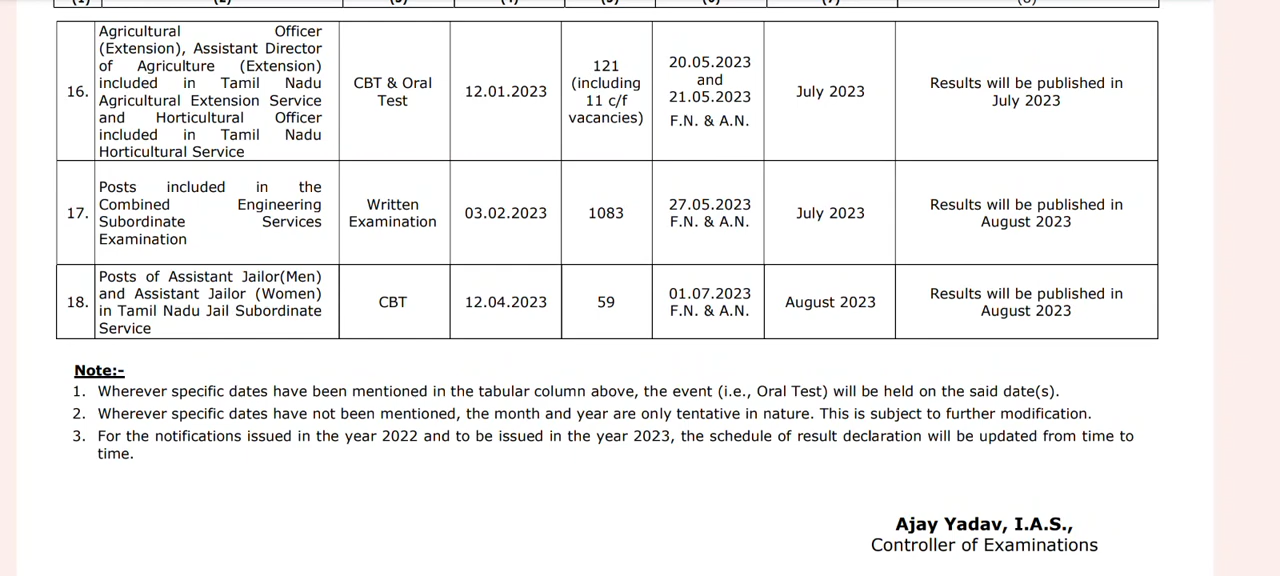 (1) (2) (3) (4) (5) (6) (7) (8)
Agricultural Officer
(Extension), Assistant Director
of Agriculture (Extension)
16. included in Tamil Nadu
Agricultural Extension Service
and Horticultural Officer
included in Tamil Nadu
Horticultural Service
CBT & Oral
Test
12.01.2023
121
(including
11 c/f
vacancies)
20.05.2023
and
21.05.2023
F.N. & A.N.
July 2023
Results will be published in
July 2023
17.
Posts included in the
Combined Engineering
Subordinate Services
Examination
Written
Examination
03.02.2023
1083
27.05.2023
F.N. & A.N.
July 2023
Results will be published in
August 2023
18.
Posts of Assistant Jailor(Men)
and Assistant Jailor (Women)
in Tamil Nadu Jail Subordinate
Service
CBT
12.04.2023
59
01.07.2023
F.N. & A.N.
August 2023
Results will be published in
August 2023
Note:-
1. Wherever specific dates have been mentioned in the tabular column above, the event (i.e., Oral Test) will be held on the said date(s).
2. Wherever specific dates have not been mentioned, the month and year are only tentative in nature. This is subject to further modification.
3. For the notifications issued in the year 2022 and to be issued in the year 2023, the schedule of result declaration will be updated from time to
time.
Ajay Yadav, I.A.S.,
Controller of Examinations